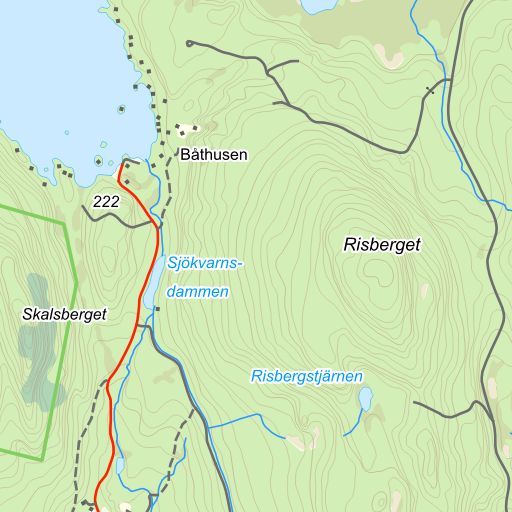 Båthusen
222
Risberget
Sjökvarns-
dammen
Skalsberget
Risbergstjärnen